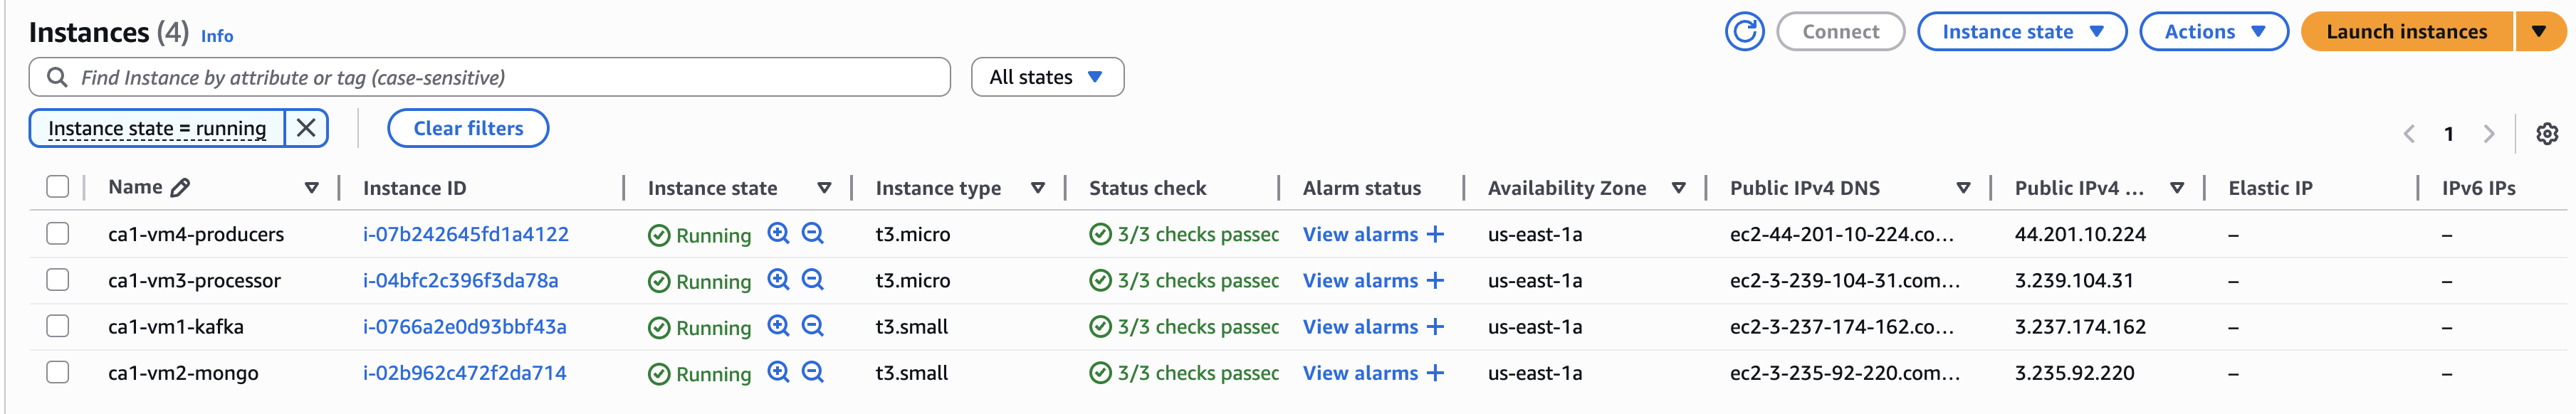 Instances (4) Info Connect Instance state Actions Launch instances
Find Instance by attribute or tag (case-sensitive) All states
Instance state = running Clear filters 1
Name Instance ID Instance state Instance type Status check Alarm status Availability Zone Public IPv4 DNS Public IPv4 ... Elastic IP IPv6 IPs
ca1-vm4-producers i-07b242645fd1a4122 Running t3.micro 3/3 checks passec View alarms + us-east-1a ec2-44-201-10-224.co... 44.201.10.224 – –
ca1-vm3-processor i-04bfc2c396f3da78a Running t3.micro 3/3 checks passec View alarms + us-east-1a ec2-3-239-104-31.com... 3.239.104.31 – –
ca1-vm1-kafka i-0766a2e0d93bbf43a Running t3.small 3/3 checks passec View alarms + us-east-1a ec2-3-237-174-162.co... 3.237.174.162 – –
ca1-vm2-mongo i-02b962c472f2da714 Running t3.small 3/3 checks passec View alarms + us-east-1a ec2-3-235-92-220.com... 3.235.92.220 – –